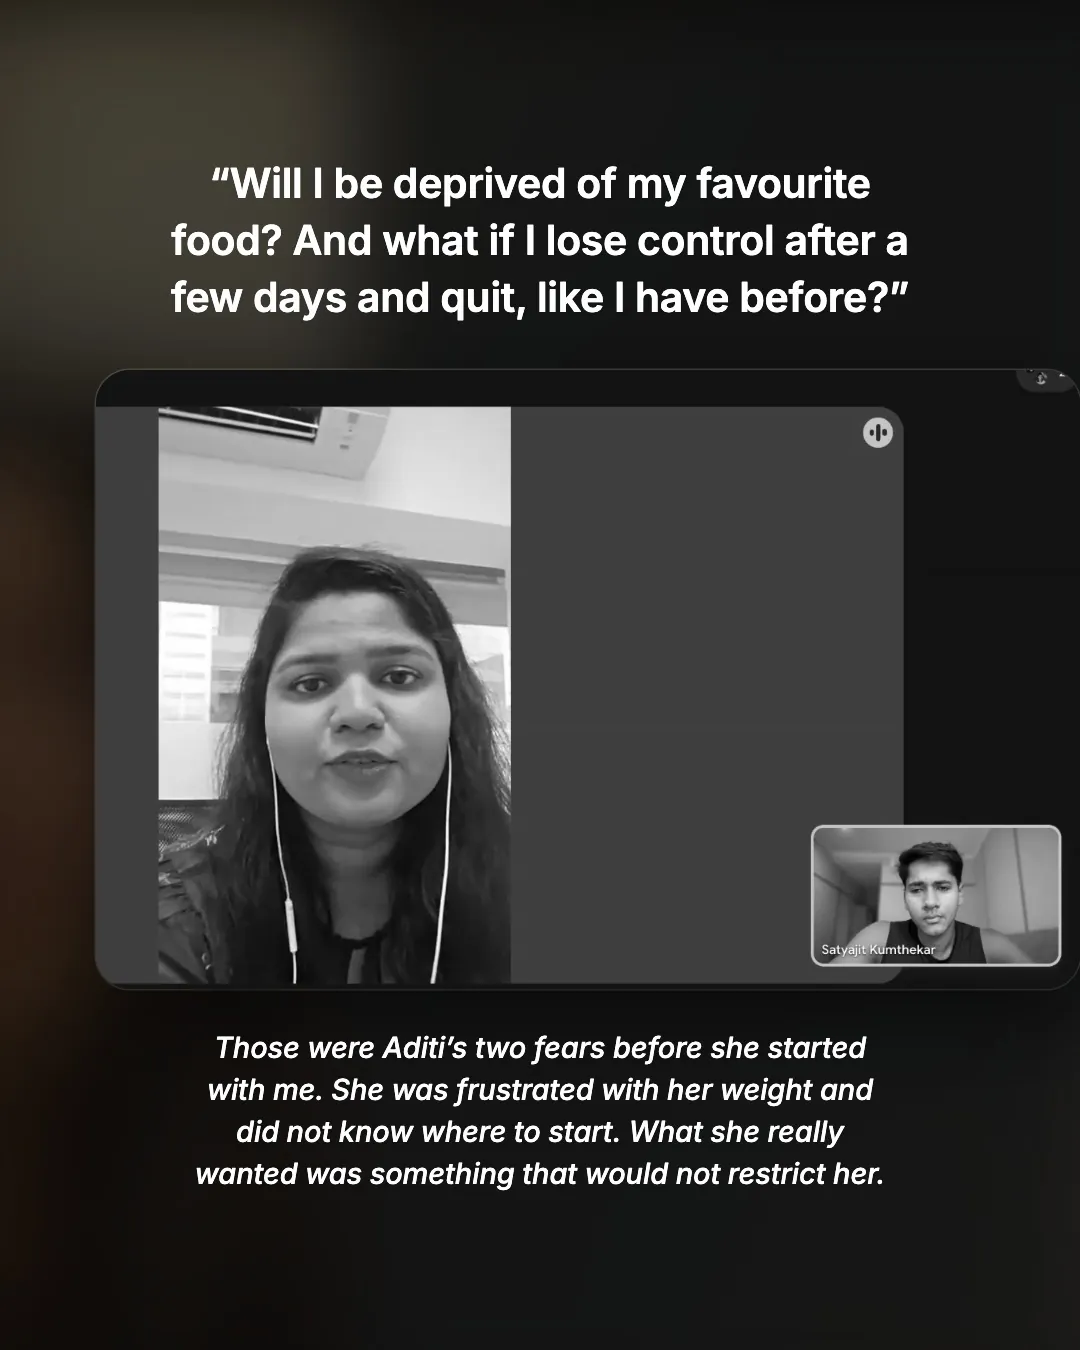 “Will I be deprived of my favourite
food? And what if I lose control after a
few days and quit, like I have before?”
Satyajit Kumthekar
Those were Aditi’s two fears before she started
with me. She was frustrated with her weight and
did not know where to start. What she really
wanted was something that would not restrict her.